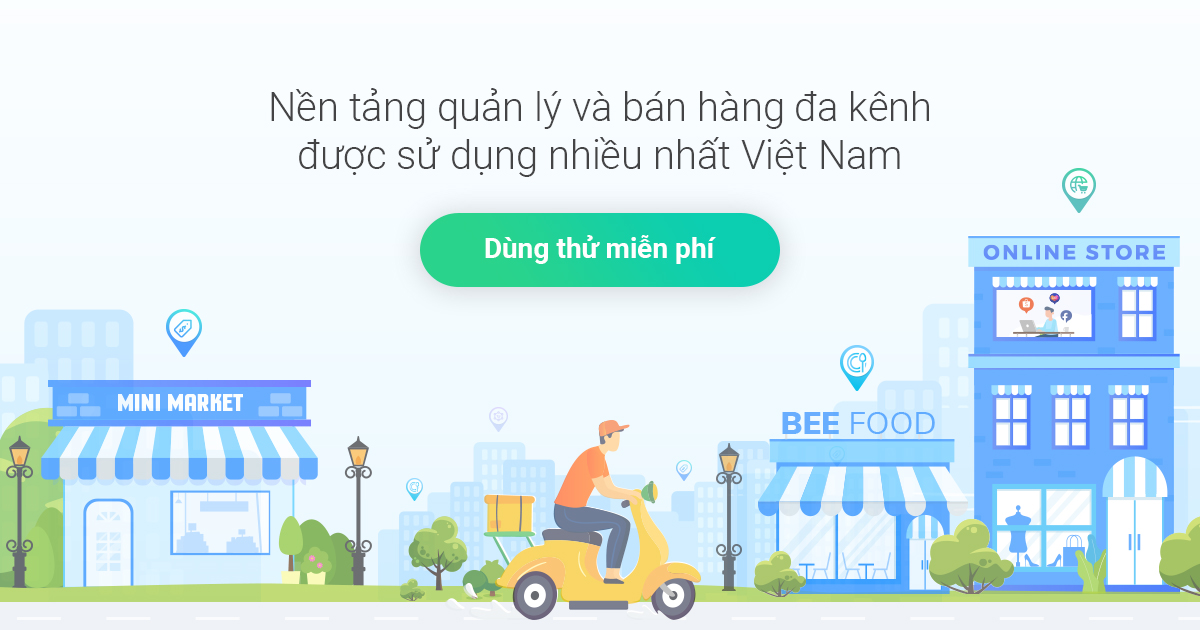 Nền tảng quản lý và bán hàng đa kênh
được sử dụng nhiều nhất Việt Nam
Dùng thử miễn phí
ONLINE STORE
MINI MARKET
BEE FOOD